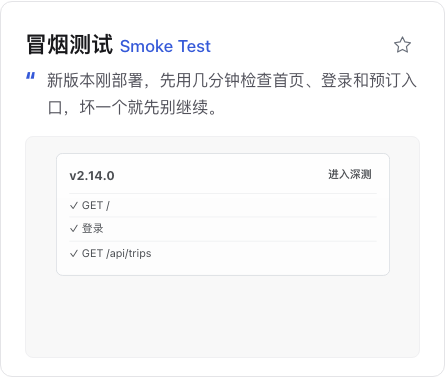 冒烟测试 Smoke Test
“ 新版本刚部署，先用几分钟检查首页、登录和预订入
口，坏一个就先别继续。
v2.14.0 进入深测
✓ GET /
✓ 登录
✓ GET /api/trips